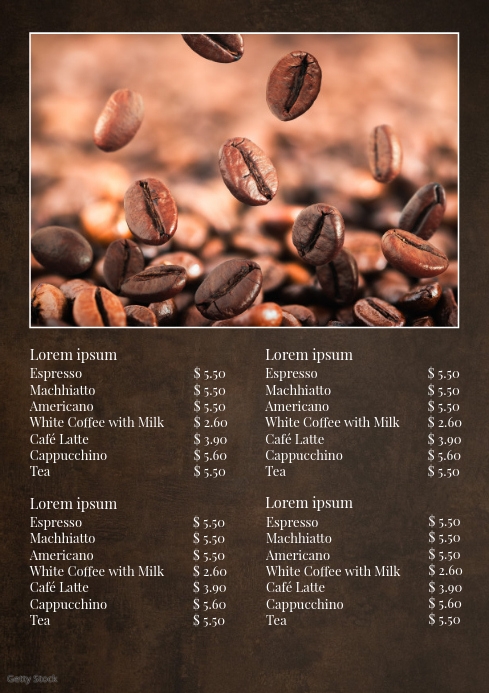 Lorem ipsum
Espresso $ 5.50
Machhiatto $ 5.50
Americano $ 5.50
White Coffee with Milk $ 2.60
Café Latte $ 3.90
Cappucchino $ 5.60
Tea $ 5.50
Lorem ipsum
Espresso $ 5.50
Machhiatto $ 5.50
Americano $ 5.50
White Coffee with Milk $ 2.60
Café Latte $ 3.90
Cappucchino $ 5.60
Tea $ 5.50
Lorem ipsum
Espresso $ 5.50
Machhiatto $ 5.50
Americano $ 5.50
White Coffee with Milk $ 2.60
Café Latte $ 3.90
Cappucchino $ 5.60
Tea $ 5.50
Lorem ipsum
Espresso $ 5.50
Machhiatto $ 5.50
Americano $ 5.50
White Coffee with Milk $ 2.60
Café Latte $ 3.90
Cappucchino $ 5.60
Tea $ 5.50
Getty Stock